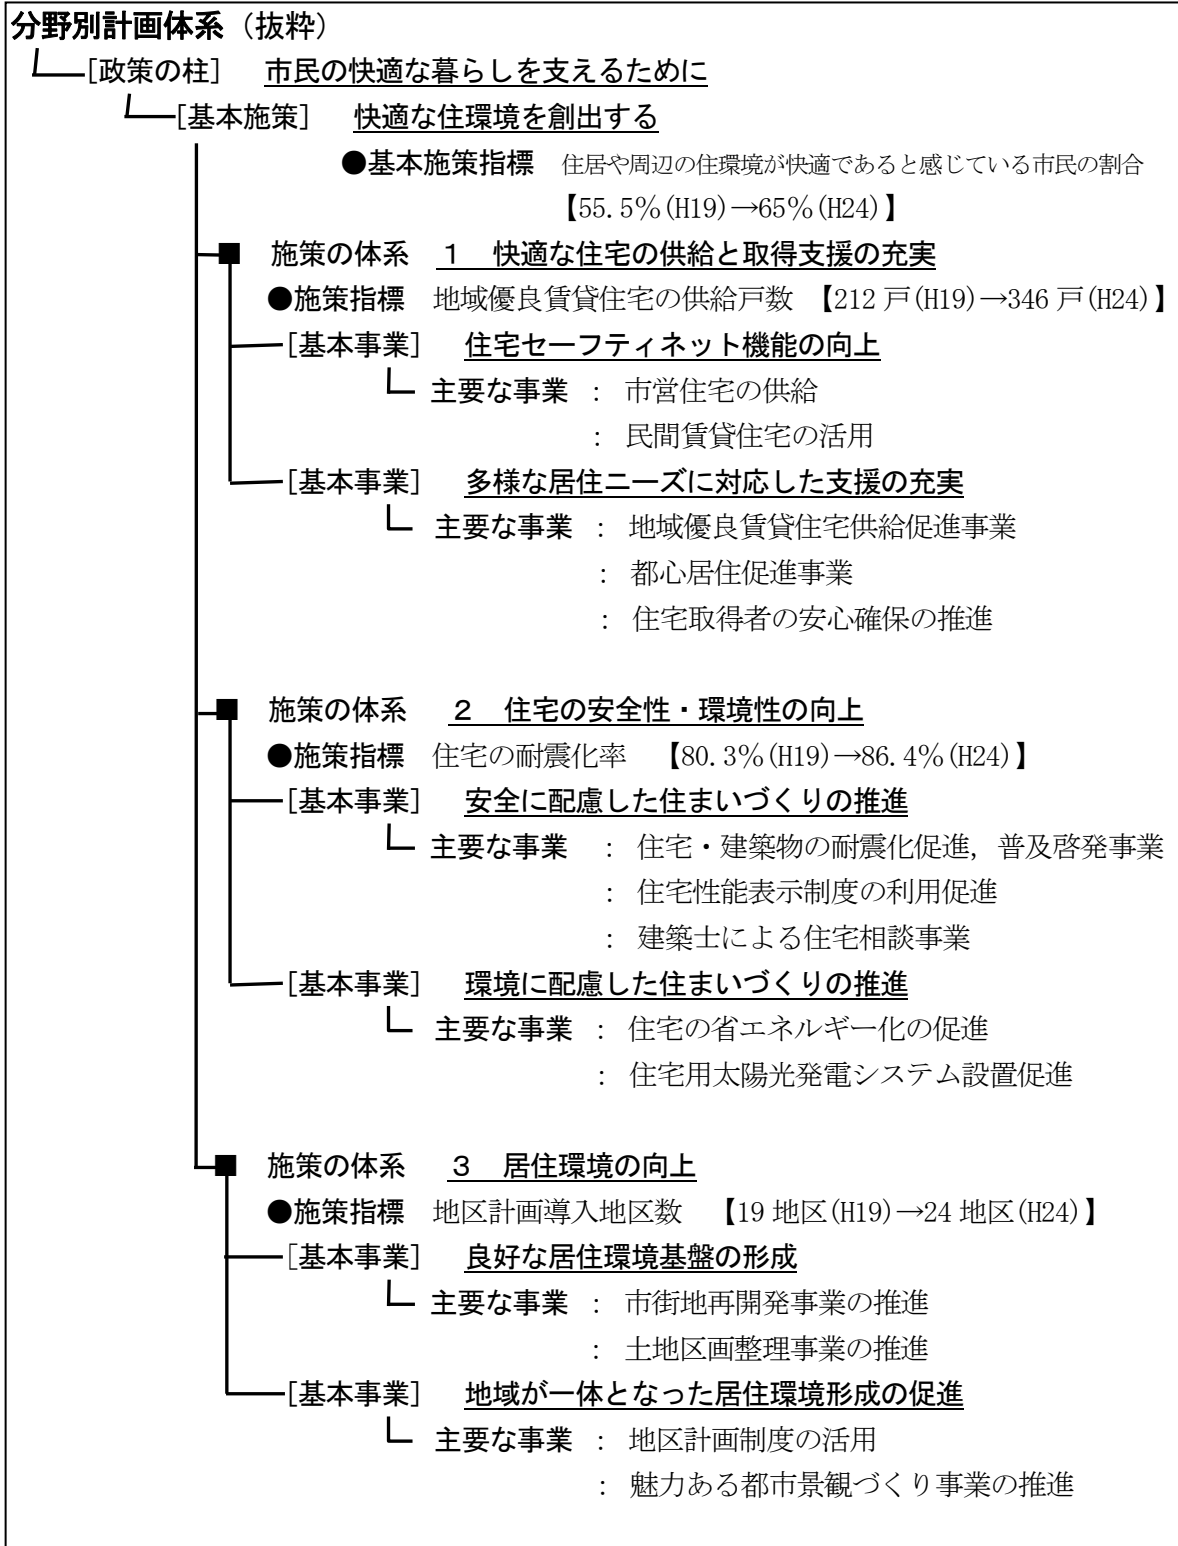 分野別計画体系（抜粋）
[政策の柱]　市民の快適な暮らしを支えるために
[基本施策]　快適な住環境を創出する
●基本施策指標　住居や周辺の住環境が快適であると感じている市民の割合
【55.5％(H19)→65％(H24)】
■　施策の体系　１　快適な住宅の供給と取得支援の充実
●施策指標　地域優良賃貸住宅の供給戸数　【212戸(H19)→346戸(H24)】
[基本事業]　住宅セーフティネット機能の向上
主要な事業　：　市営住宅の供給
：　民間賃貸住宅の活用
[基本事業]　多様な居住ニーズに対応した支援の充実
主要な事業　：　地域優良賃貸住宅供給促進事業
：　都心居住促進事業
：　住宅取得者の安心確保の推進
■　施策の体系　２　住宅の安全性・環境性の向上
●施策指標　住宅の耐震化率　【80.3％(H19)→86.4％(H24)】
[基本事業]　安全に配慮した住まいづくりの推進
主要な事業　：　住宅・建築物の耐震化促進，普及啓発事業
：　住宅性能表示制度の利用促進
：　建築士による住宅相談事業
[基本事業]　環境に配慮した住まいづくりの推進
主要な事業　：　住宅の省エネルギー化の促進
：　住宅用太陽光発電システム設置促進
■　施策の体系　３　居住環境の向上
●施策指標　地区計画導入地区数　【19地区(H19)→24地区(H24)】
[基本事業]　良好な居住環境基盤の形成
主要な事業　：　市街地再開発事業の推進
：　土地区画整理事業の推進
[基本事業]　地域が一体となった居住環境形成の促進
主要な事業　：　地区計画制度の活用
：　魅力ある都市景観づくり事業の推進